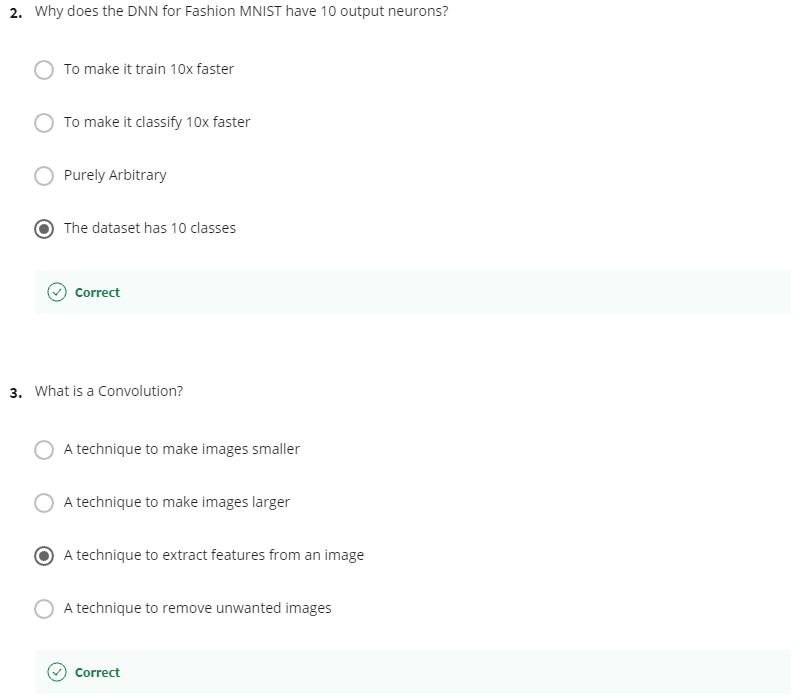 2. Why does the DNN for Fashion MNIST have 10 output neurons?
To make it train 10x faster
To make it classify 10x faster
Purely Arbitrary
The dataset has 10 classes
Correct
3. What is a Convolution?
A technique to make images smaller
A technique to make images larger
A technique to extract features from an image
A technique to remove unwanted images
Correct